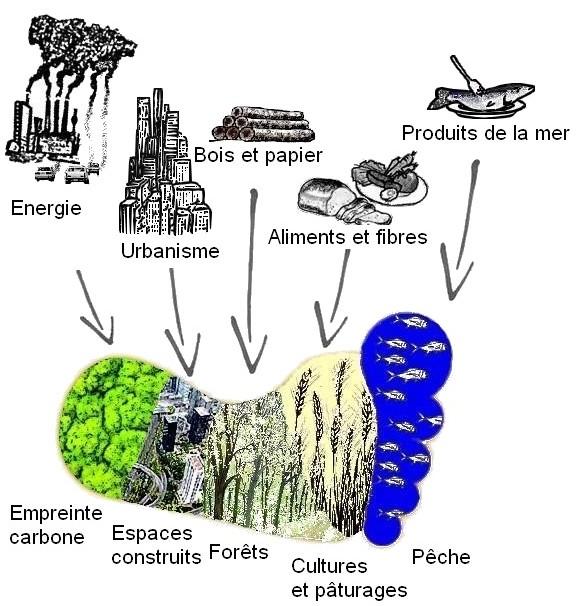 Produits de la mer
Bois et papier
Energie
Aliments et fibres
Urbanisme
Empreinte
carbone
Espaces
construits
Forêts
Cultures
et pâturages
Pêche